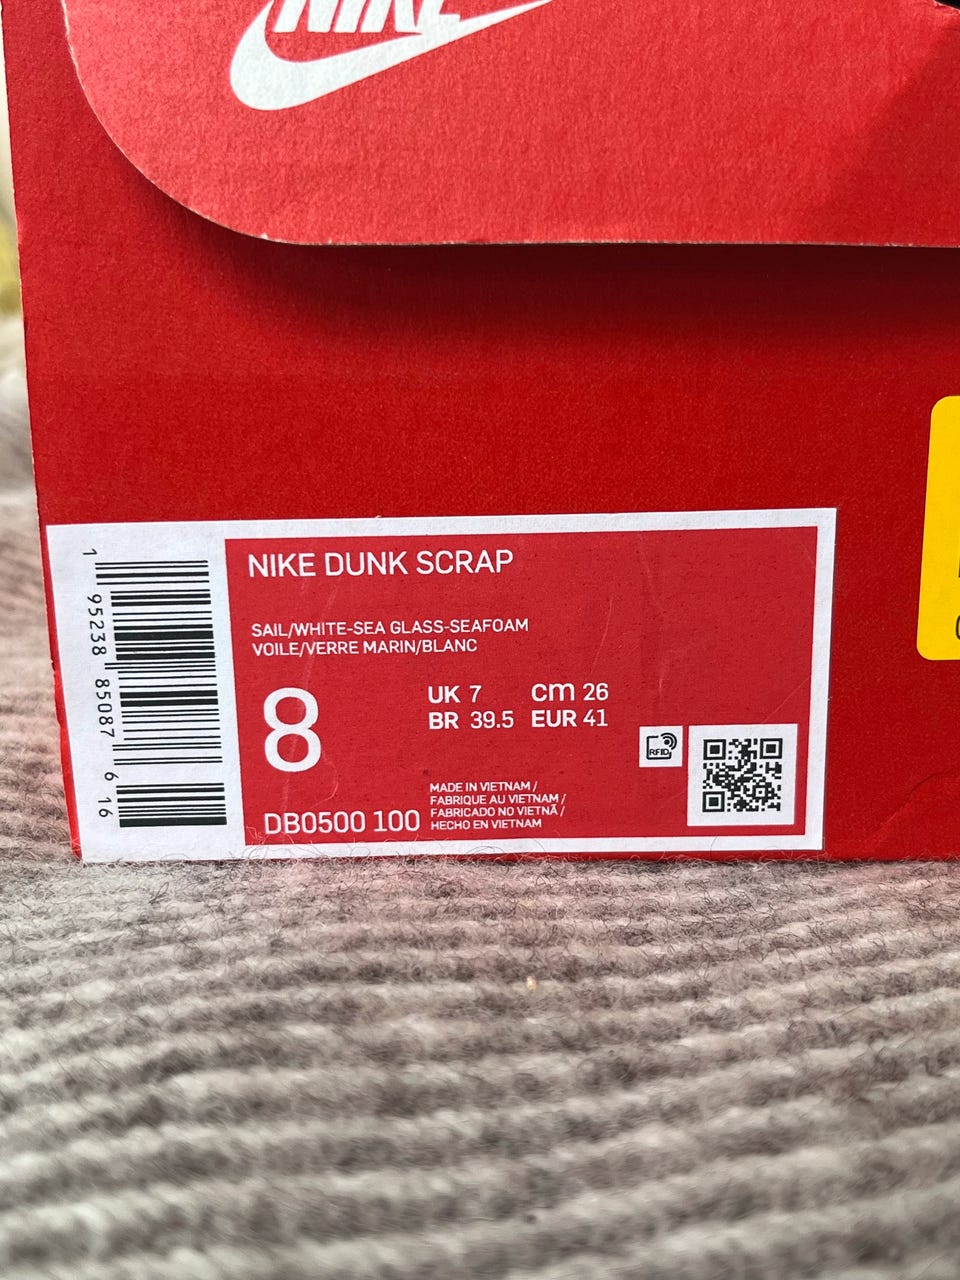 NIKE
NIKE DUNK SCRAP
SAIL/WHITE-SEA GLASS-SEAFOAM
VOILE/VERRE MARIN/BLANC
8
UK 7 cm 26
BR 39.5 EUR 41
RFID
DB0500 100
MADE IN VIETNAM /
FABRIQUE AU VIETNAM /
FABRICADO NO VIETNÃ /
HECHO EN VIETNAM
1 95238 85087 6 16